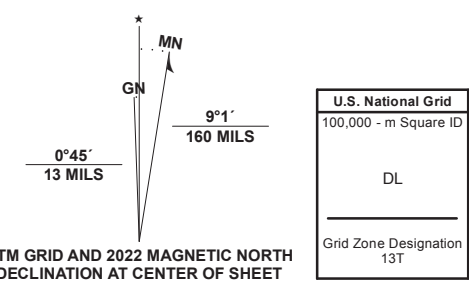 ★
MN
GN
9°1´
160 MILS
0°45´
13 MILS
TM GRID AND 2022 MAGNETIC NORTH
DECLINATION AT CENTER OF SHEET
U.S. National Grid
100,000 - m Square ID
DL
Grid Zone Designation
13T